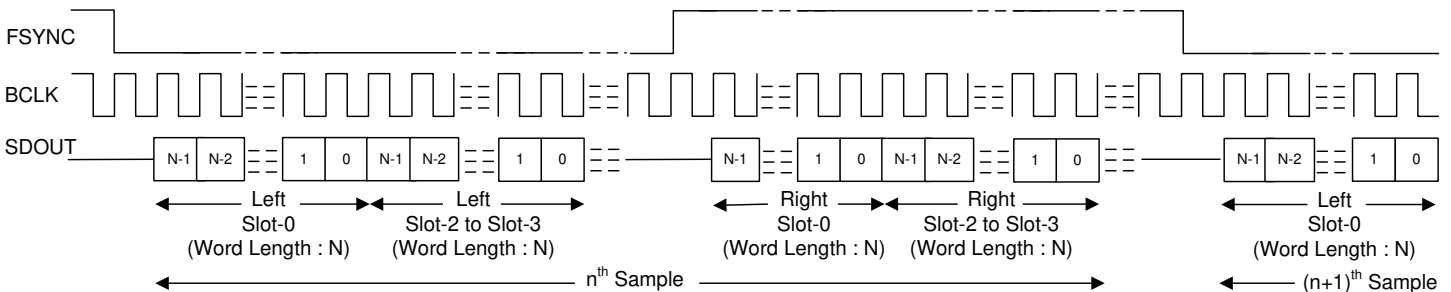 FSYNC
BCLK
SDOUT
N-1 N-2 1 0 N-1 N-2 1 0 N-1 1 0 N-1 N-2 1 0 N-1 N-2 1 0
Left Left Right Right Left
Slot-0 Slot-2 to Slot-3 Slot-0 Slot-2 to Slot-3 Slot-0
(Word Length : N) (Word Length : N) (Word Length : N) (Word Length : N) (Word Length : N)
nth Sample (n+1)th Sample